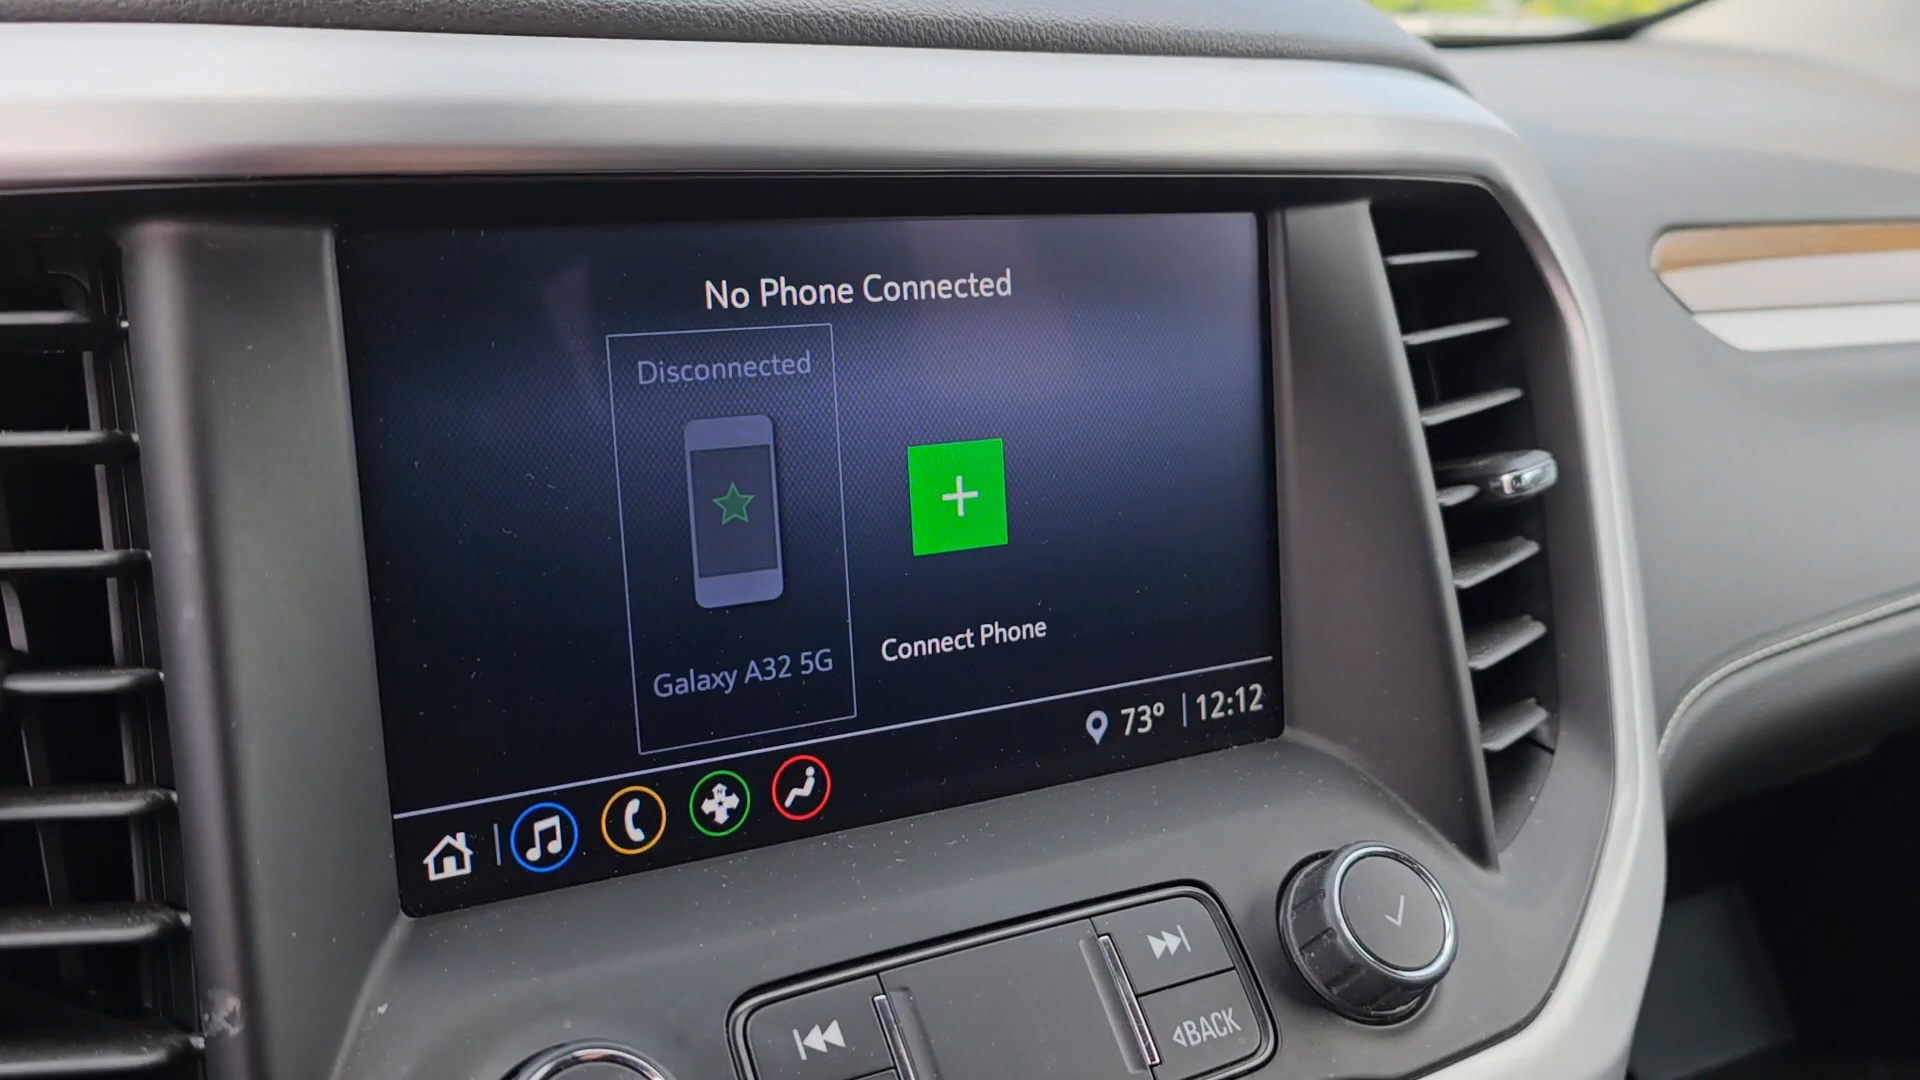 No Phone Connected
Disconnected
Galaxy A32 5G
Connect Phone
73° 12:12
N
BACK